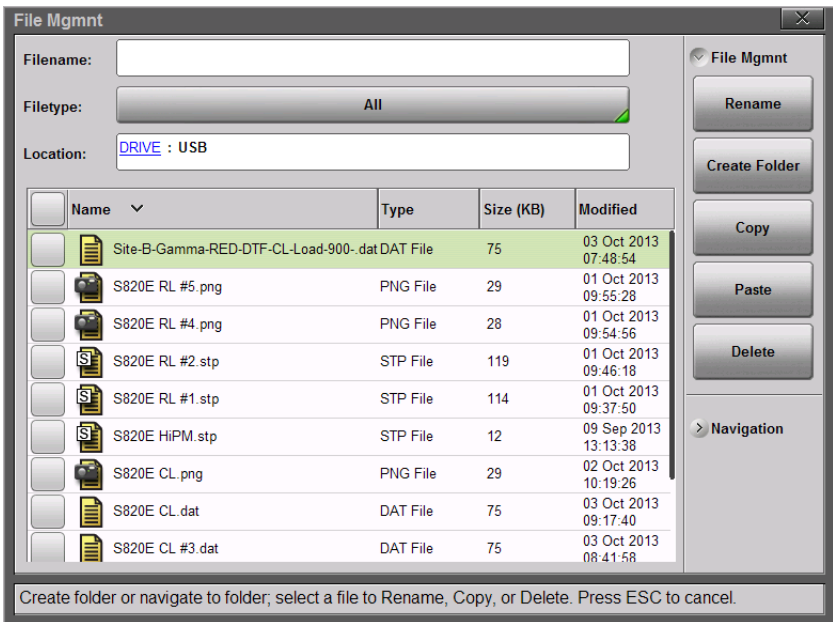 File Mgmnt
Filename:
Filetype: All
Location: DRIVE : USB
Name Type Size (KB) Modified
Site-B-Gamma-RED-DTF-CL-Load-900-.dat DAT File 75 03 Oct 2013
07:48:54
S820E RL #5.png PNG File 29 01 Oct 2013
09:55:28
S820E RL #4.png PNG File 28 01 Oct 2013
09:54:56
S S820E RL #2.stp STP File 119 01 Oct 2013
09:46:18
S S820E RL #1.stp STP File 114 01 Oct 2013
09:37:50
S S820E HiPM.stp STP File 12 09 Sep 2013
13:13:38
S820E CL.png PNG File 29 02 Oct 2013
10:19:26
S820E CL.dat DAT File 75 03 Oct 2013
09:17:40
S820E CL #3.dat DAT File 75 03 Oct 2013
08:41:58
File Mgmnt
Rename
Create Folder
Copy
Paste
Delete
Navigation
Create folder or navigate to folder; select a file to Rename, Copy, or Delete. Press ESC to cancel.